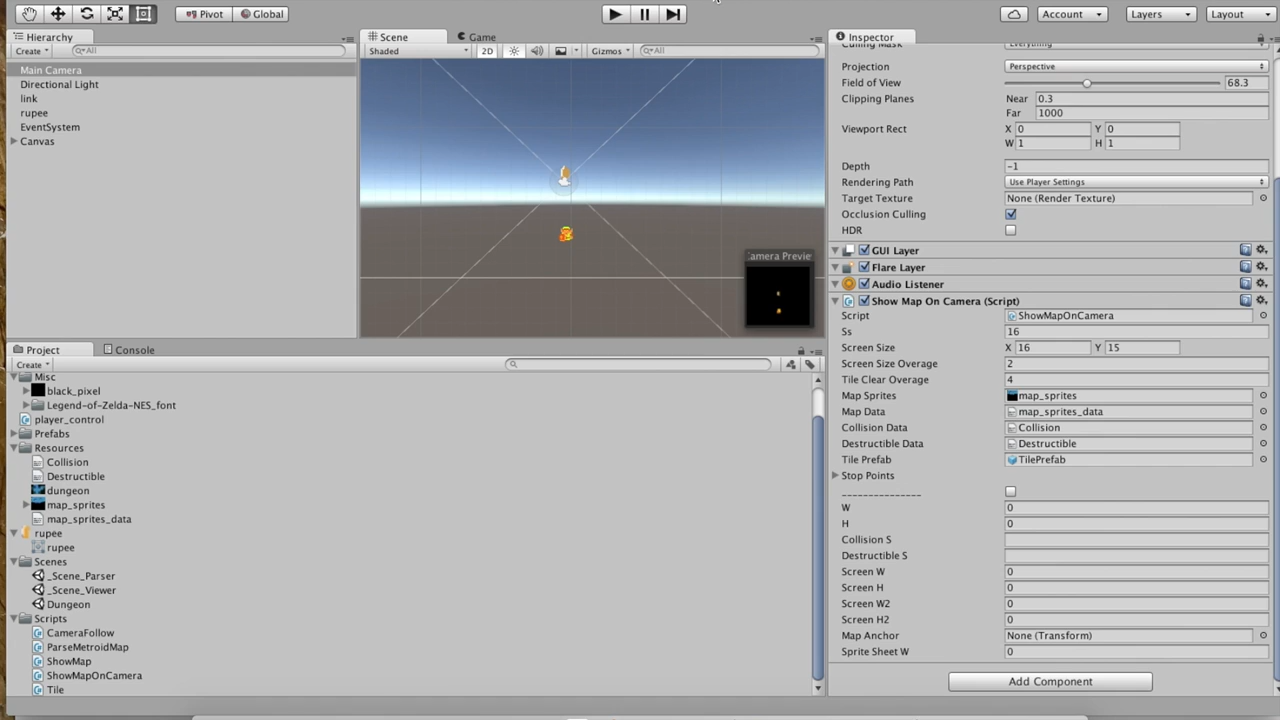 Pivot Global Account Layers Layout
Hierarchy
Create All
Main Camera
Directional Light
link
rupee
EventSystem
Canvas
Scene Game
Shaded 2D Gizmos All
Camera Previe
Project Console
Create
Misc
black_pixel
Legend-of-Zelda-NES_font
player_control
Prefabs
Resources
Collision
Destructible
dungeon
map_sprites
map_sprites_data
rupee
rupee
Scenes
_Scene_Parser
_Scene_Viewer
Dungeon
Scripts
CameraFollow
ParseMetroidMap
ShowMap
ShowMapOnCamera
Tile
Inspector
Culling Mask Everything
Projection Perspective
Field of View 68.3
Clipping Planes Near 0.3
Far 1000
Viewport Rect X 0 Y 0
W 1 H 1
Depth -1
Rendering Path Use Player Settings
Target Texture None (Render Texture)
Occlusion Culling
HDR
GUI Layer
Flare Layer
Audio Listener
Show Map On Camera (Script)
Script ShowMapOnCamera
Ss 16
Screen Size X 16 Y 15
Screen Size Overage 2
Tile Clear Overage 4
Map Sprites map_sprites
Map Data map_sprites_data
Collision Data Collision
Destructible Data Destructible
Tile Prefab TilePrefab
Stop Points
_______________
W 0
H 0
Collision S
Destructible S
Screen W 0
Screen H 0
Screen W2 0
Screen H2 0
Map Anchor None (Transform)
Sprite Sheet W 0
Add Component